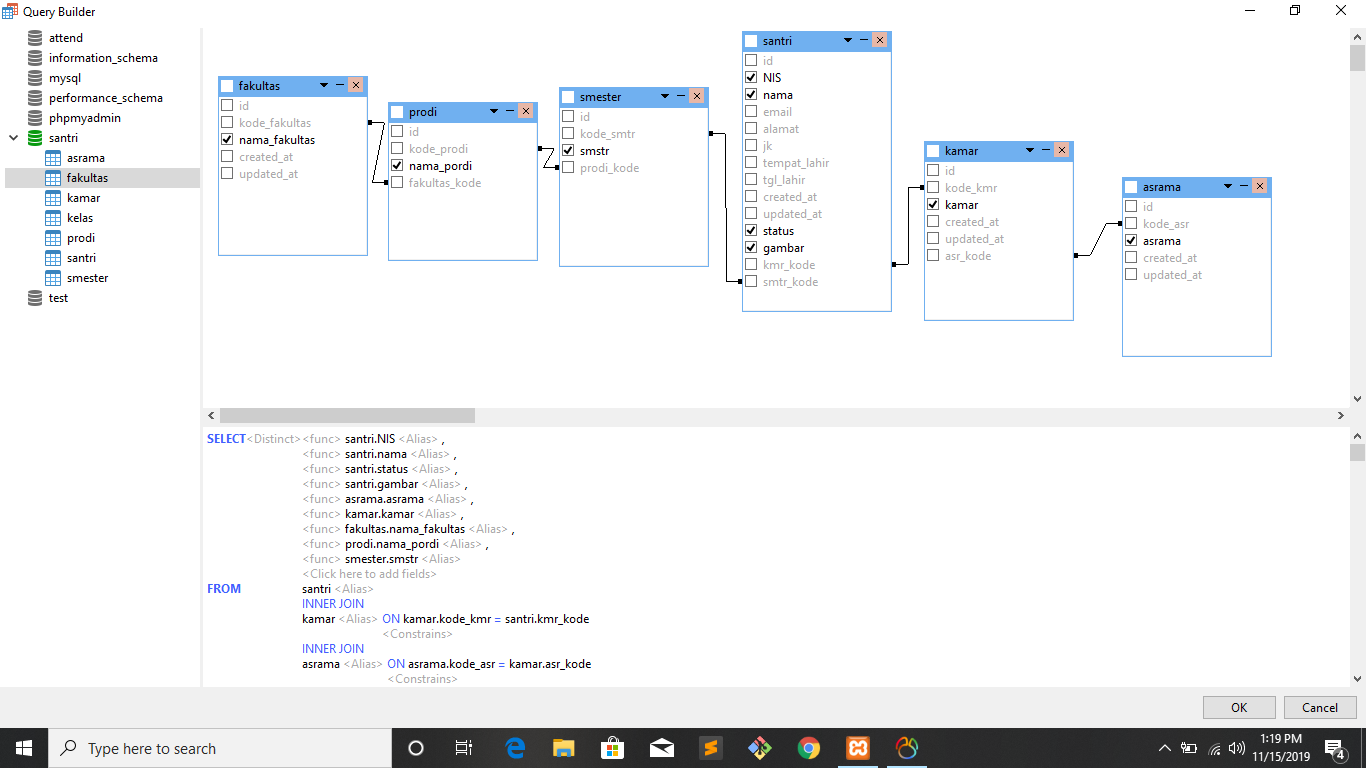 Query Builder
attend
information_schema
mysql
performance_schema
phpmyadmin
santri
asrama
fakultas
kamar
kelas
prodi
santri
smester
test
fakultas
id
kode_fakultas
nama_fakultas
created_at
updated_at
prodi
id
kode_prodi
nama_pordi
fakultas_kode
smester
id
kode_smtr
smstr
prodi_kode
santri
id
NIS
nama
email
alamat
jk
tempat_lahir
tgl_lahir
created_at
updated_at
status
gambar
kmr_kode
smtr_kode
kamar
id
kode_kmr
kamar
created_at
updated_at
asr_kode
asrama
id
kode_asr
asrama
created_at
updated_at
SELECT <Distinct> <func> santri.NIS <Alias> ,
<func> santri.nama <Alias> ,
<func> santri.status <Alias> ,
<func> santri.gambar <Alias> ,
<func> asrama.asrama <Alias> ,
<func> kamar.kamar <Alias> ,
<func> fakultas.nama_fakultas <Alias> ,
<func> prodi.nama_pordi <Alias> ,
<func> smester.smstr <Alias>
<Click here to add fields>
FROM santri <Alias>
INNER JOIN
kamar <Alias> ON kamar.kode_kmr = santri.kmr_kode
<Constrains>
INNER JOIN
asrama <Alias> ON asrama.kode_asr = kamar.asr_kode
<Constrains>
OK Cancel
Type here to search
1:19 PM
11/15/2019
4